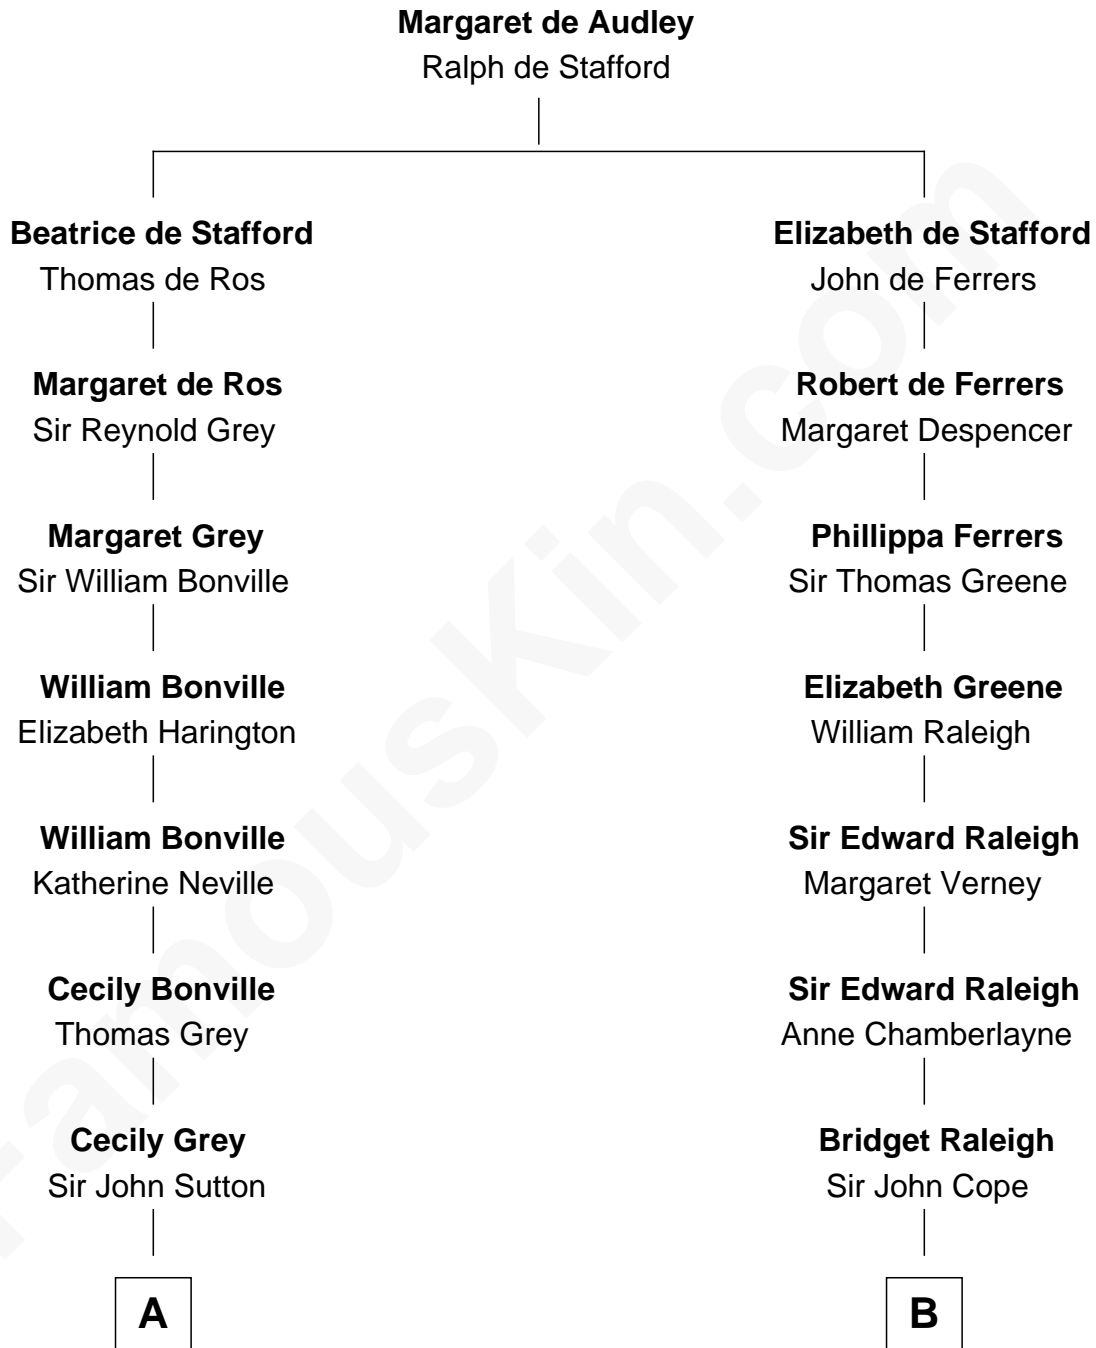 Margaret de Audley
Ralph de Stafford
Beatrice de Stafford
Thomas de Ros
Elizabeth de Stafford
John de Ferrers
Margaret de Ros
Sir Reynold Grey
Robert de Ferrers
Margaret Despencer
Margaret Grey
Sir William Bonville
Phillippa Ferrers
Sir Thomas Greene
William Bonville
Elizabeth Harington
Elizabeth Greene
William Raleigh
William Bonville
Katherine Neville
Sir Edward Raleigh
Margaret Verney
Cecily Bonville
Thomas Grey
Sir Edward Raleigh
Anne Chamberlayne
Cecily Grey
Sir John Sutton
Bridget Raleigh
Sir John Cope
A
B
FamousKin.com